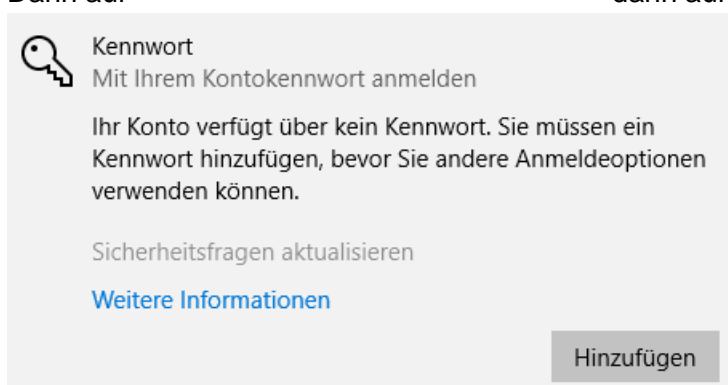 Kennwort
Mit Ihrem Kontokennwort anmelden
Ihr Konto verfügt über kein Kennwort. Sie müssen ein
Kennwort hinzufügen, bevor Sie andere Anmeldeoptionen
verwenden können.
Sicherheitsfragen aktualisieren
Weitere Informationen
Hinzufügen